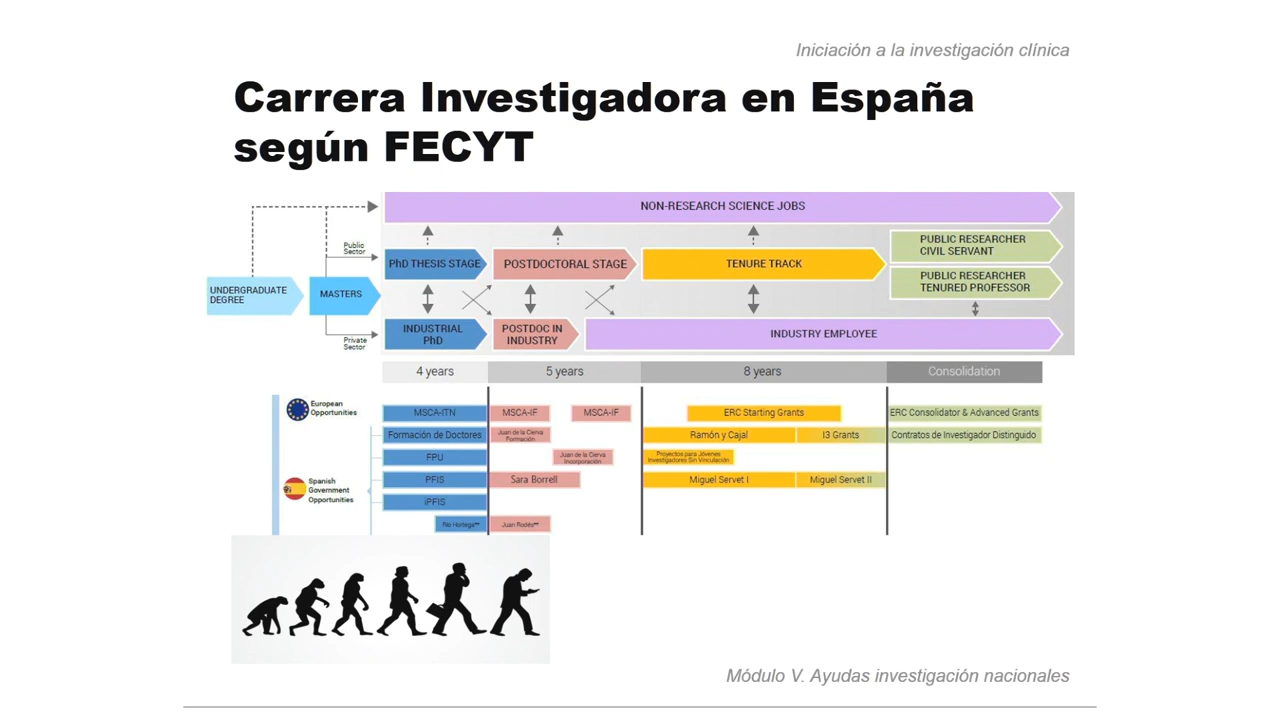 Iniciación a la investigación clínica
Carrera Investigadora en España
según FECYT
NON-RESEARCH SCIENCE JOBS
Public
Sector
PhD THESIS STAGE
POSTDOCTORAL STAGE
TENURE TRACK
PUBLIC RESEARCHER
CIVIL SERVANT
PUBLIC RESEARCHER
TENURED PROFESSOR
UNDERGRADUATE
DEGREE
MASTERS
Private
Sector
INDUSTRIAL
PhD
POSTDOC IN
INDUSTRY
INDUSTRY EMPLOYEE
4 years
5 years
8 years
Consolidation
European
Opportunities
MSCA-ITN
MSCA-IF
MSCA-IF
ERC Starting Grants
ERC Consolidator & Advanced Grants
Formación de Doctores
Juan de la Cierva
Formación
Ramón y Cajal
I3 Grants
Contratos de Investigador Distinguido
FPU
Juan de la Cierva
Incorporación
Proyectos para Jóvenes
Investigadores Sin Vinculación
Spanish
Government
Opportunities
PFIS
Sara Borrell
Miguel Servet I
Miguel Servet II
iPFIS
Río Hortega**
Juan Rodés**
Módulo V. Ayudas investigación nacionales